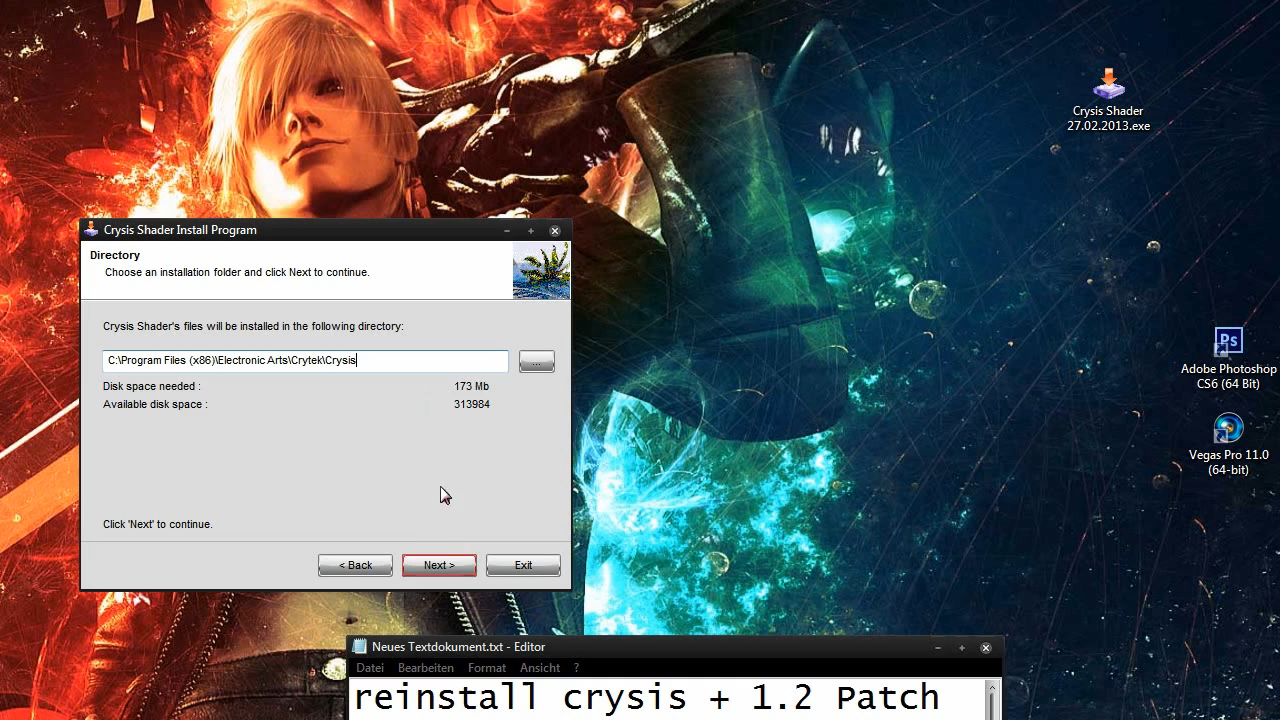 Crysis Shader
27.02.2013.exe
Crysis Shader Install Program
Directory
Choose an installation folder and click Next to continue.
Crysis Shader's files will be installed in the following directory:
C:\Program Files (x86)\Electronic Arts\Crytek\Crysis
...
Disk space needed : 173 Mb
Available disk space : 313984
Click 'Next' to continue.
< Back Next > Exit
Ps
Adobe Photoshop
CS6 (64 Bit)
Vegas Pro 11.0
(64-bit)
Neues Textdokument.txt - Editor
Datei Bearbeiten Format Ansicht ?
reinstall crysis + 1.2 Patch